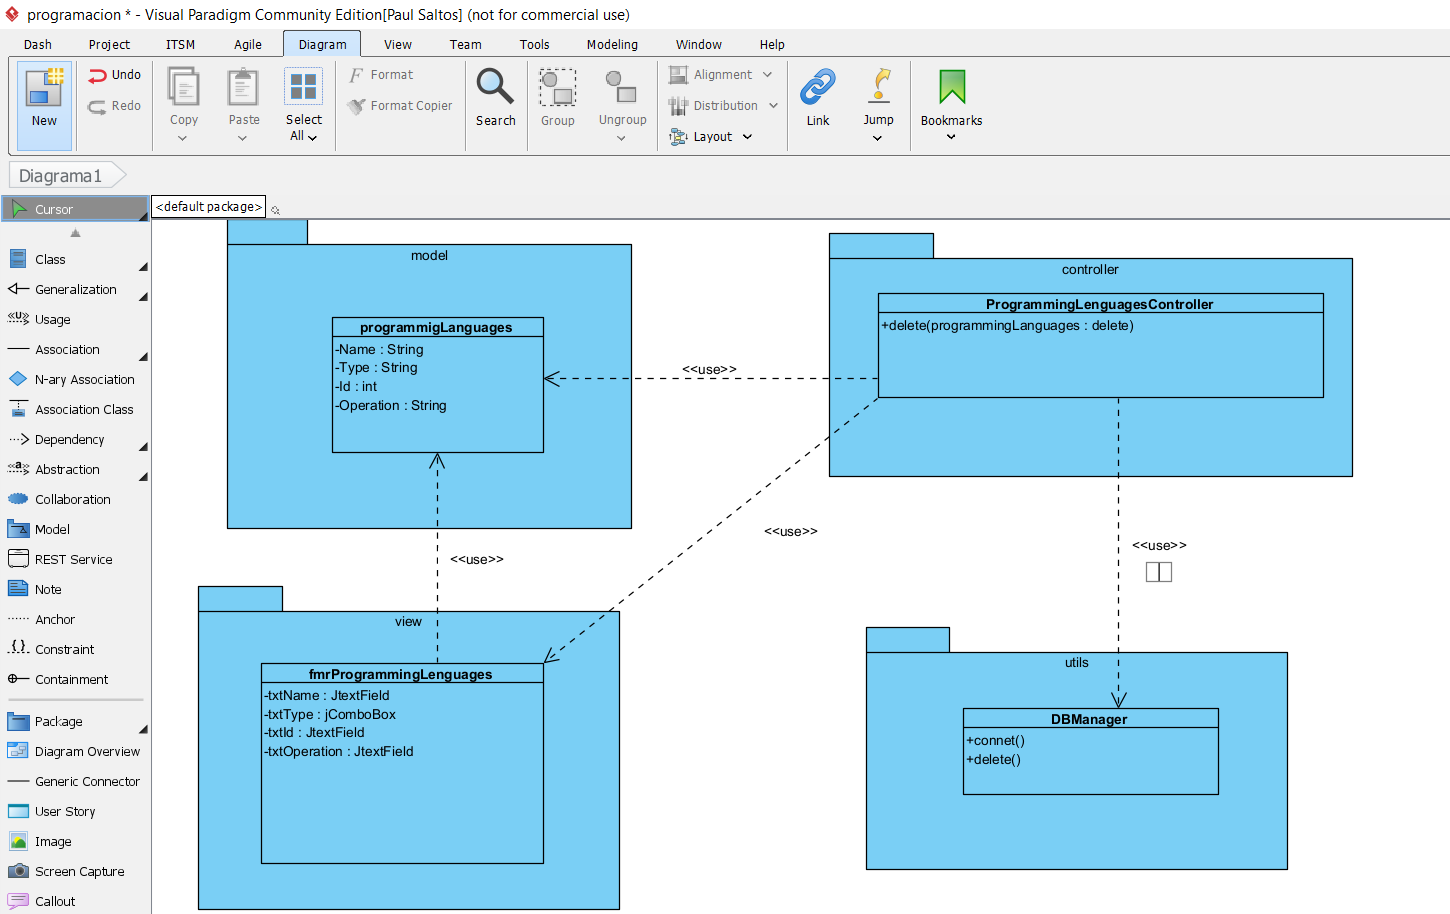 programacion * - Visual Paradigm Community Edition[Paul Saltos] (not for commercial use)
Dash Project ITSM Agile Diagram View Team Tools Modeling Window Help
New
Undo
Redo
Copy
Paste
Select
All
Format
Format Copier
Search
Group
Ungroup
Alignment
Distribution
Layout
Link
Jump
Bookmarks
Diagrama1
Cursor
Class
Generalization
Usage
Association
N-ary Association
Association Class
Dependency
Abstraction
Collaboration
Model
REST Service
Note
Anchor
Constraint
Containment
Package
Diagram Overview
Generic Connector
User Story
Image
Screen Capture
Callout
<default package>
model
programmigLanguages
-Name : String
-Type : String
-Id : int
-Operation : String
<<use>>
controller
ProgrammingLenguagesController
+delete(programmingLanguages : delete)
<<use>>
<<use>>
<<use>>
view
fmrProgrammingLenguages
-txtName : JtextField
-txtType : jComboBox
-txtId : JtextField
-txtOperation : JtextField
utils
DBManager
+connet()
+delete()